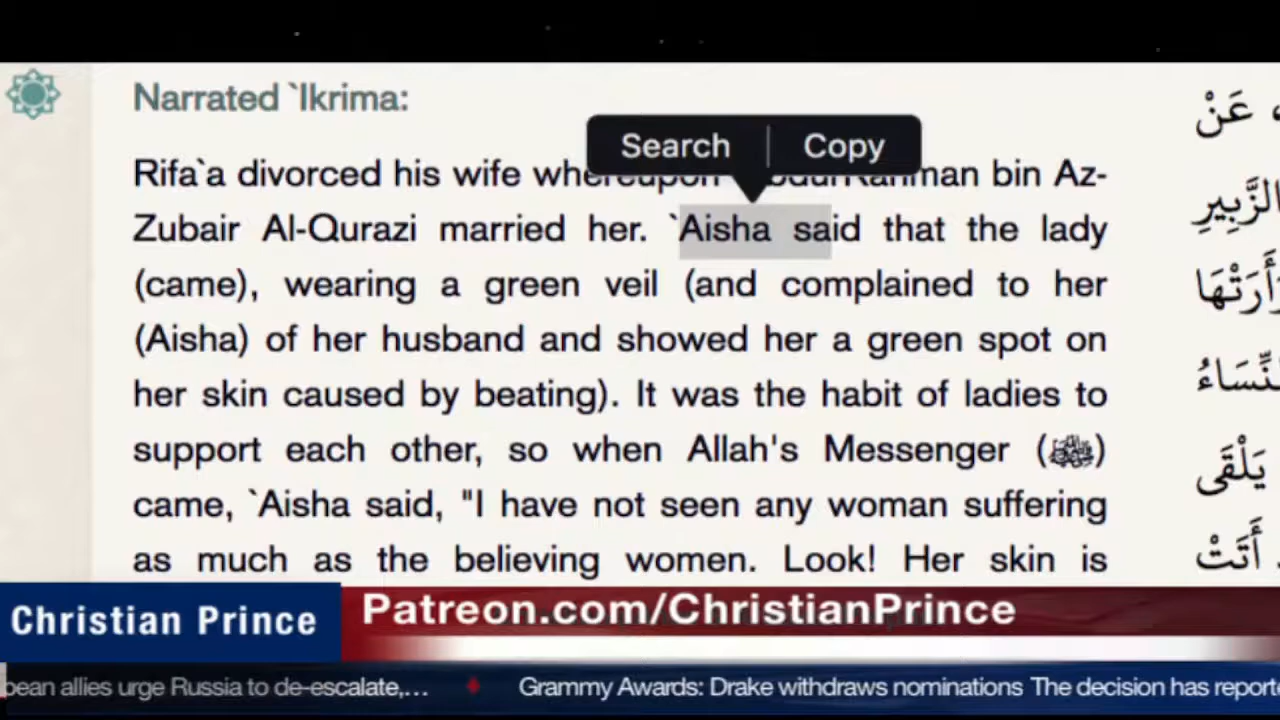 Narrated `Ikrima:
Search
Copy
Rifa`a divorced his wife whereupon man bin Az-
Zubair Al-Qurazi married her. `Aisha said that the lady
(came), wearing a green veil (and complained to her
(Aisha) of her husband and showed her a green spot on
her skin caused by beating). It was the habit of ladies to
support each other, so when Allah's Messenger (ﷺ)
came, `Aisha said, "I have not seen any woman suffering
as much as the believing women. Look! Her skin is
عَنْ
الزَّبِيرِ
يَلْقَى
أَتَتْ
Christian Prince
Patreon.com/ChristianPrince
pean allies urge Russia to de-escalate,... Grammy Awards: Drake withdraws nominations The decision has reporte